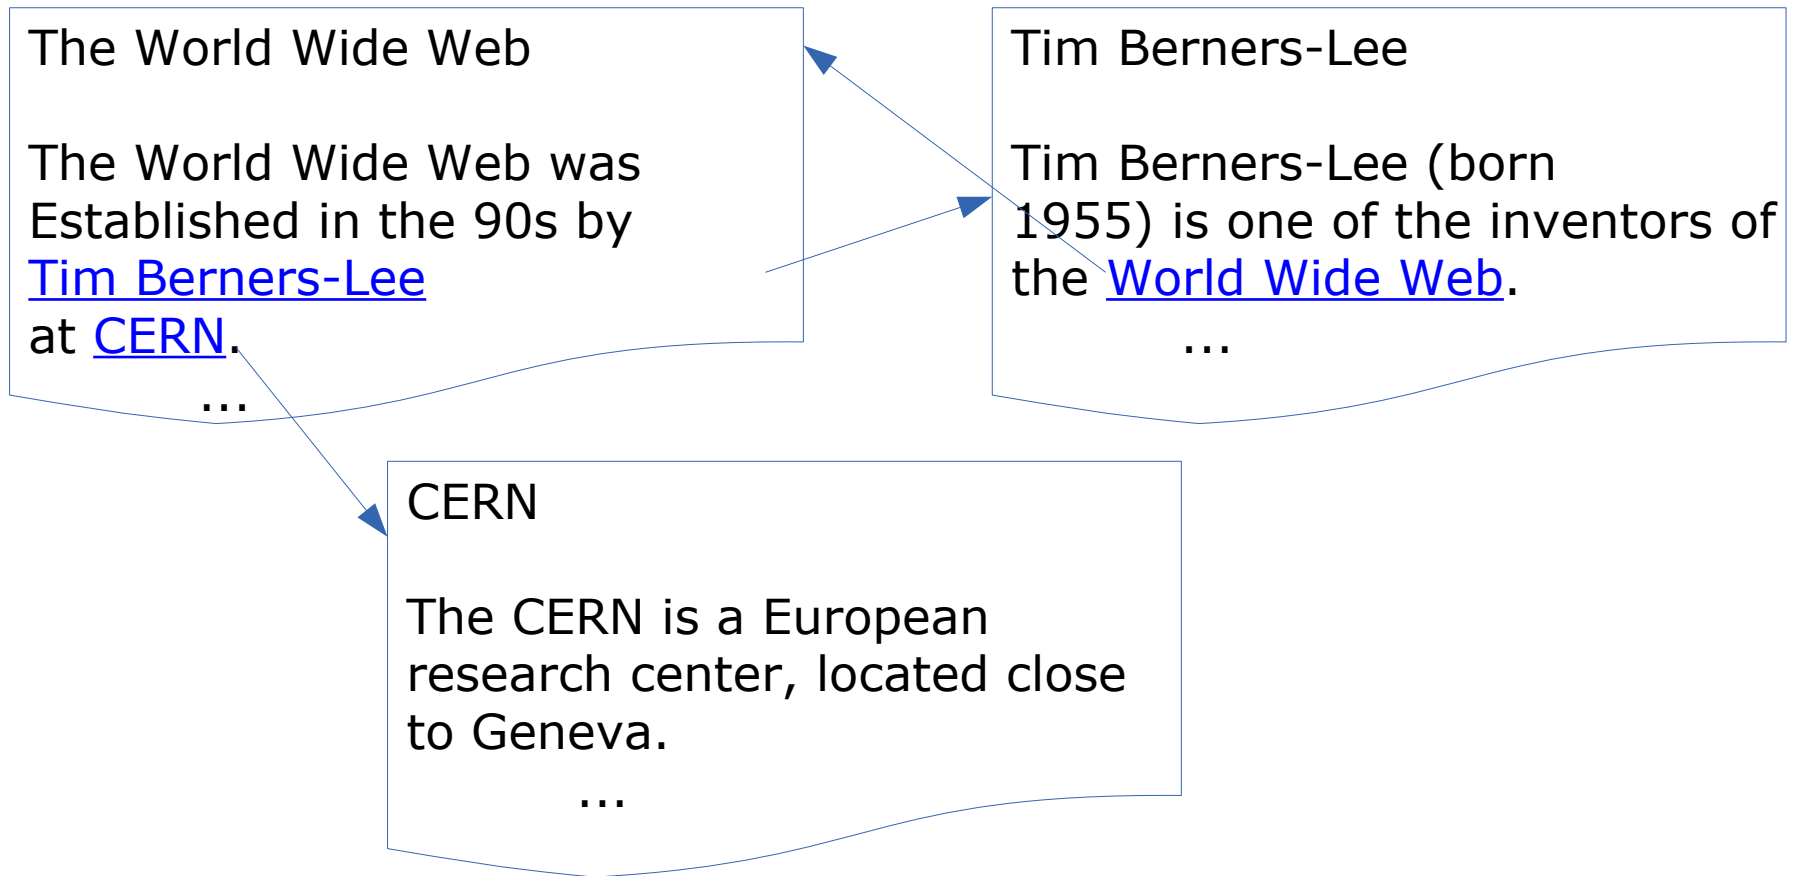 The World Wide Web
The World Wide Web was
Established in the 90s by
Tim Berners-Lee
at CERN.
...
Tim Berners-Lee
Tim Berners-Lee (born
1955) is one of the inventors of
the World Wide Web.
...
CERN
The CERN is a European
research center, located close
to Geneva.
...